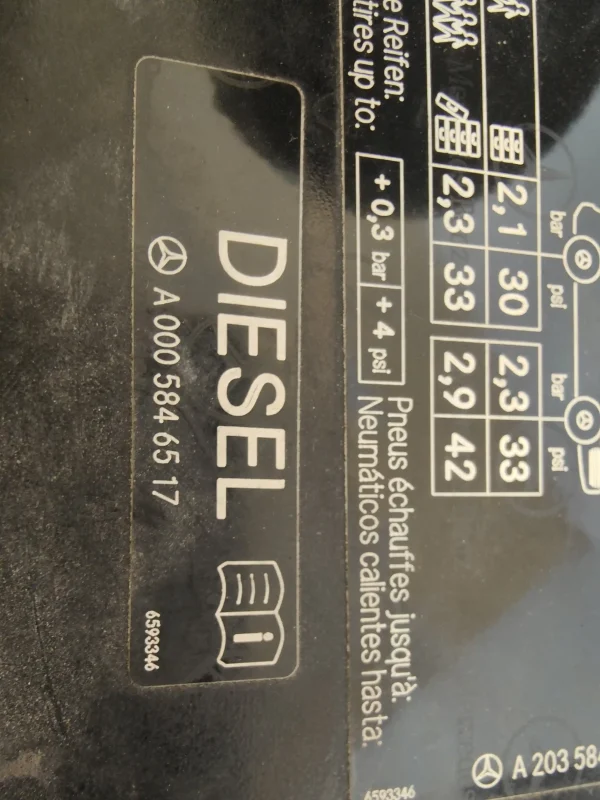 bar psi bar psi
2,1 30 2,3 33
2,3 33 2,9 42
e Reifen:
tires up to:
+ 0,3 bar + 4 psi
Pneus échauffes jusqu'à:
Neumáticos calientes hasta:
A 203 584
6593346
DIESEL
A 000 584 65 17
6593346